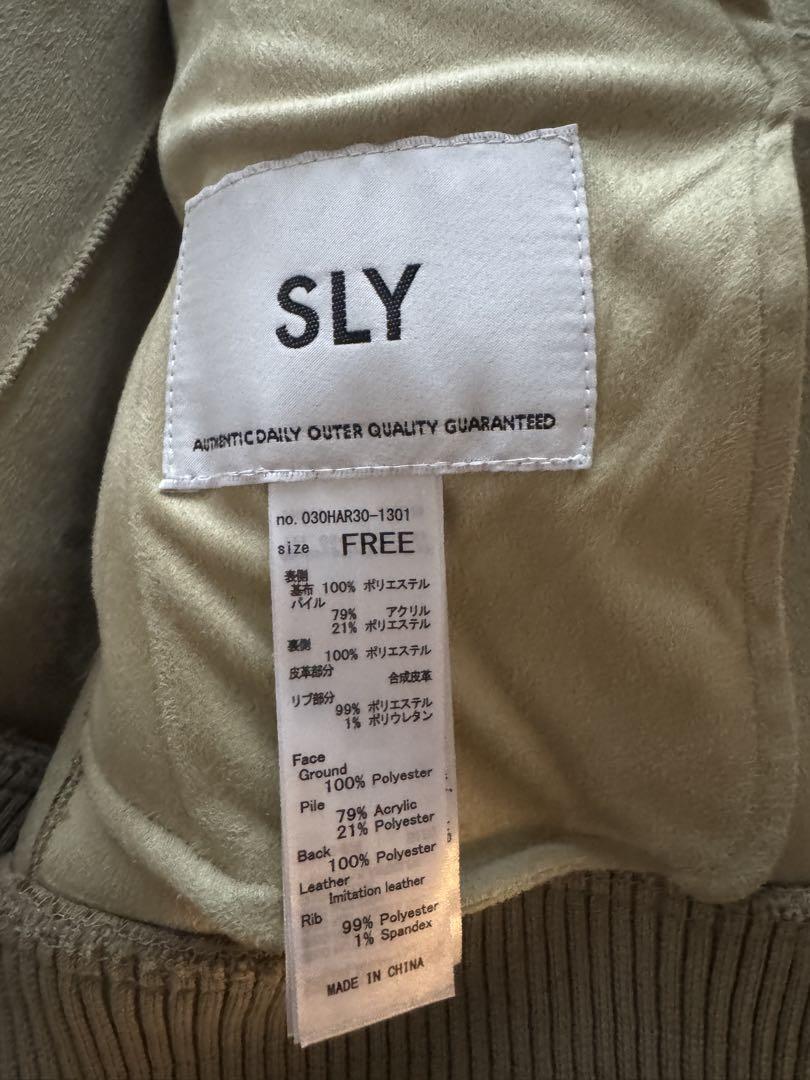 SLY
AUTHENTIC DAILY OUTER QUALITY GUARANTEED
no. 030HAR30-1301
size FREE
表側
基布 100% ポリエステル
パイル
79% アクリル
21% ポリエステル
裏側
100% ポリエステル
皮革部分
合成皮革
リブ部分
99% ポリエステル
1% ポリウレタン
Face
Ground
100% Polyester
Pile
79% Acrylic
21% Polyester
Back
100% Polyester
Leather
Imitation leather
Rib
99% Polyester
1% Spandex
MADE IN CHINA